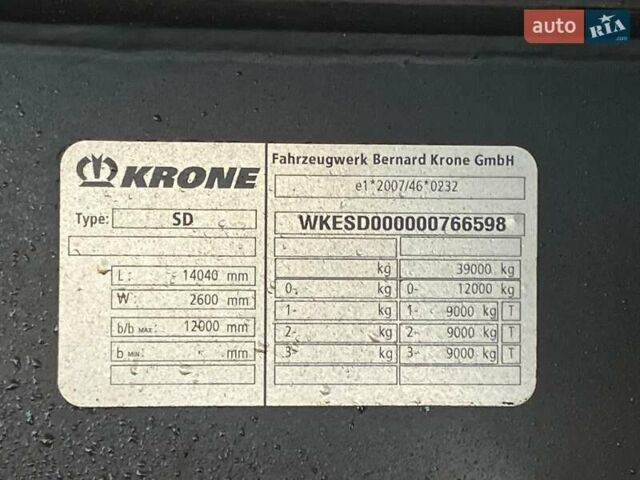 auto RIA.com
KRONE
Type: SD
L: 14040 mm
W 2600 mm
b/b MAX: 12000 mm
b MIN: mm
Fahrzeugwerk Bernard Krone GmbH
e1*2007/46*0232
WKESD000000766598
kg 39000 kg
0- kg 0- 12000 kg
1- kg 1- 9000 kg T
2- kg 2- 9000 kg T
3- kg 3- 9000 kg T